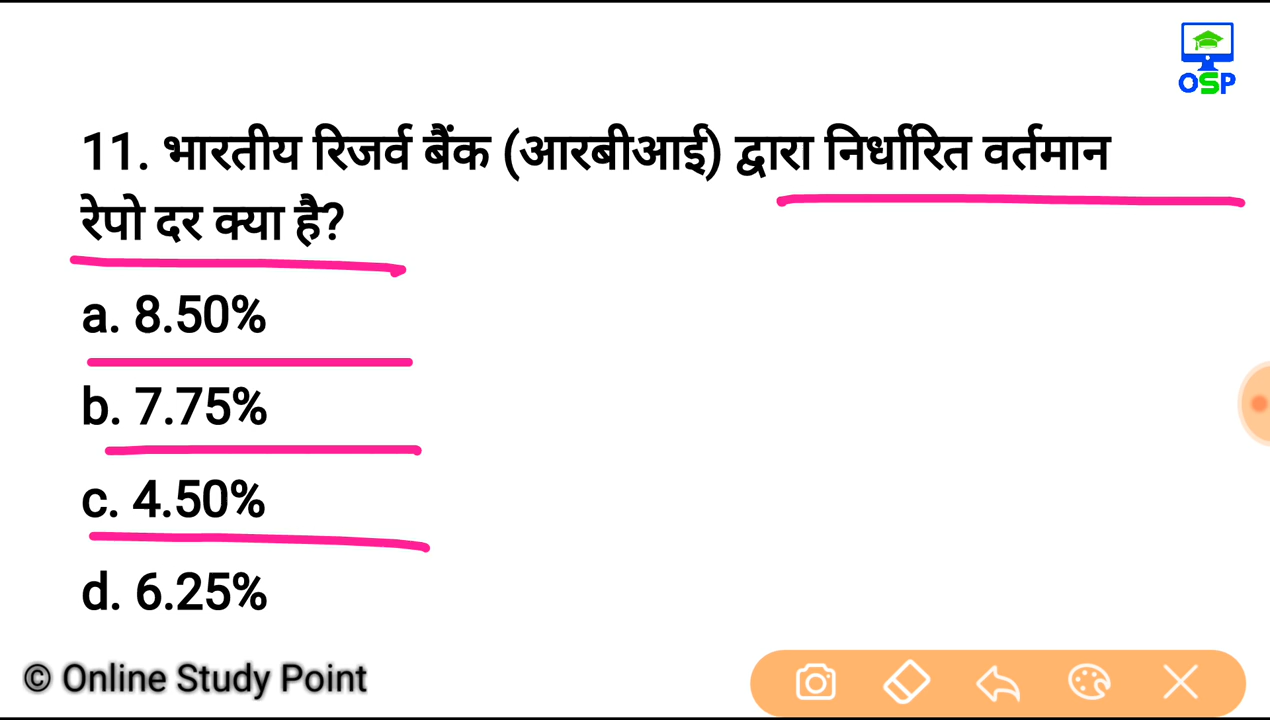 OSP
11. भारतीय रिजर्व बैंक (आरबीआई) द्वारा निर्धारित वर्तमान
रेपो दर क्या है?
a. 8.50%
b. 7.75%
c. 4.50%
d. 6.25%
© Online Study Point